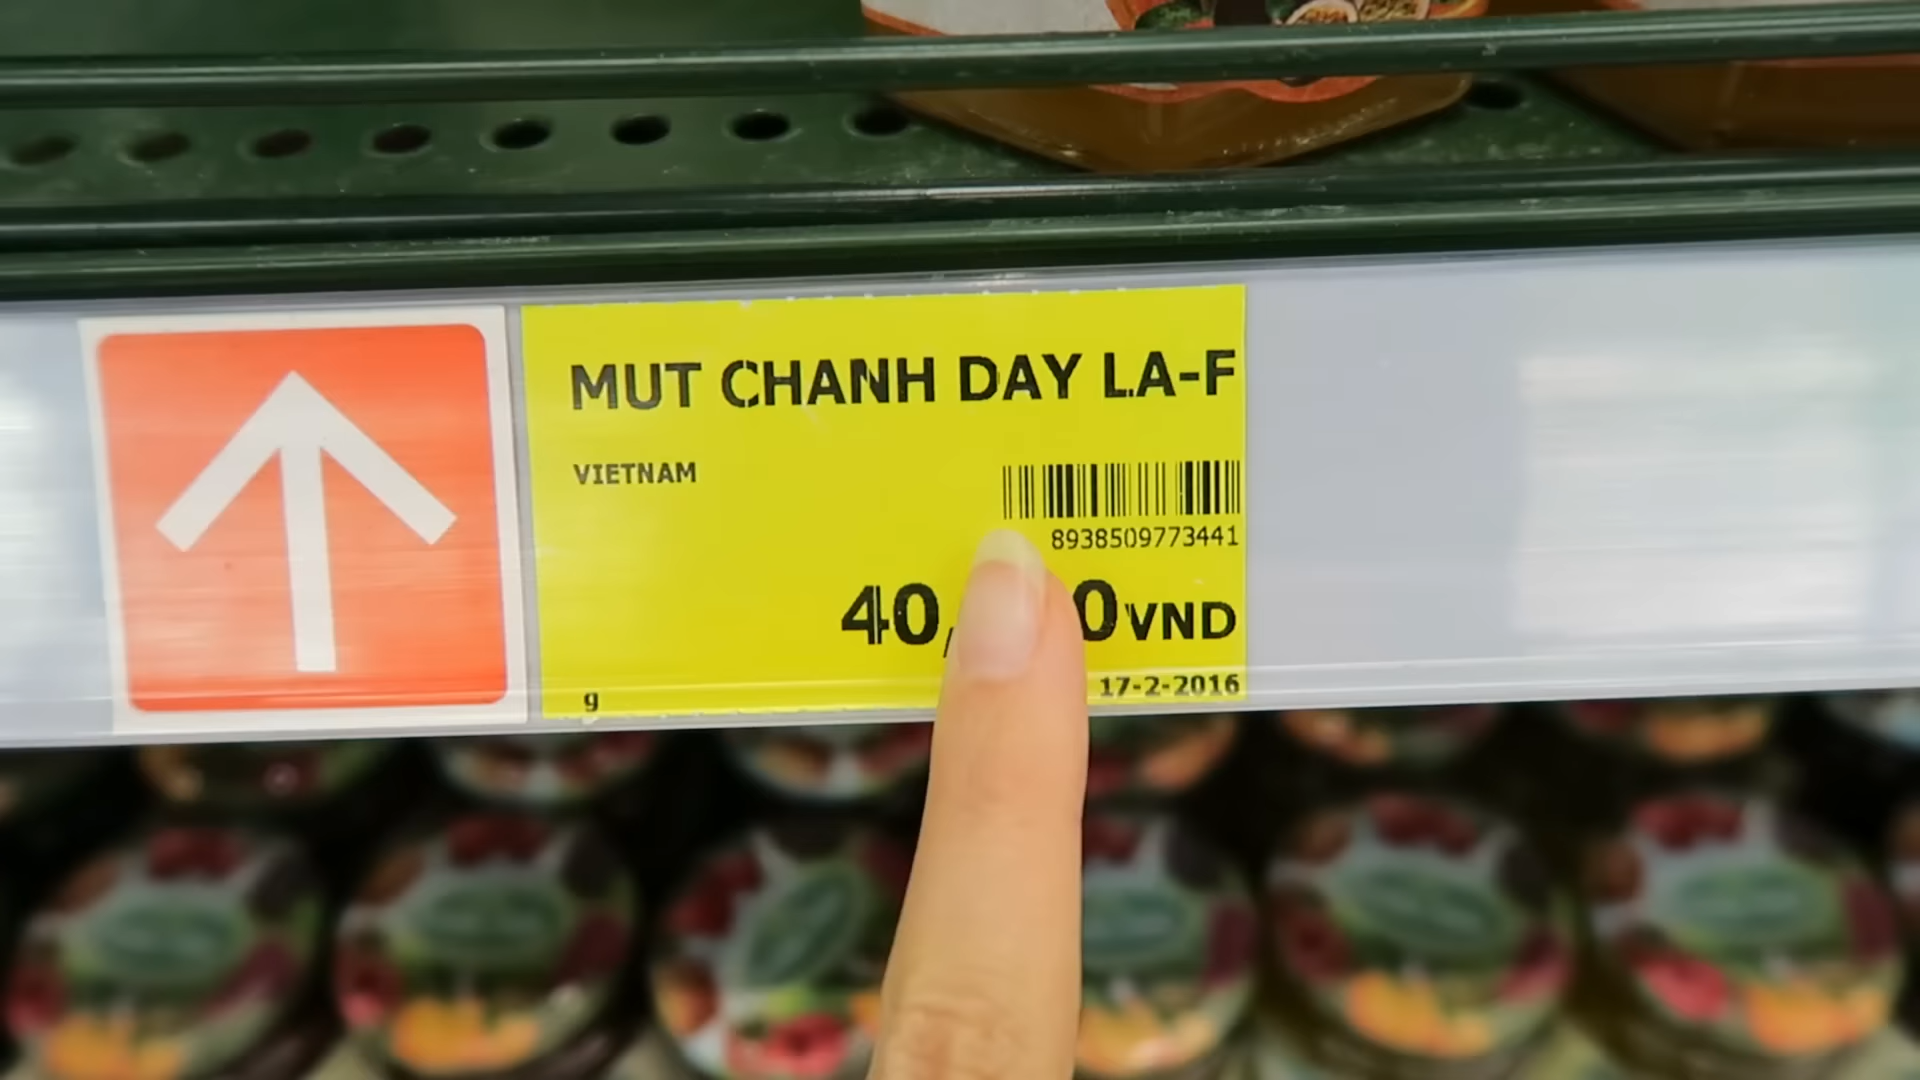 MUT CHANH DAY LA-F
VIETNAM
8938509773441
VND
g
17-2-2016